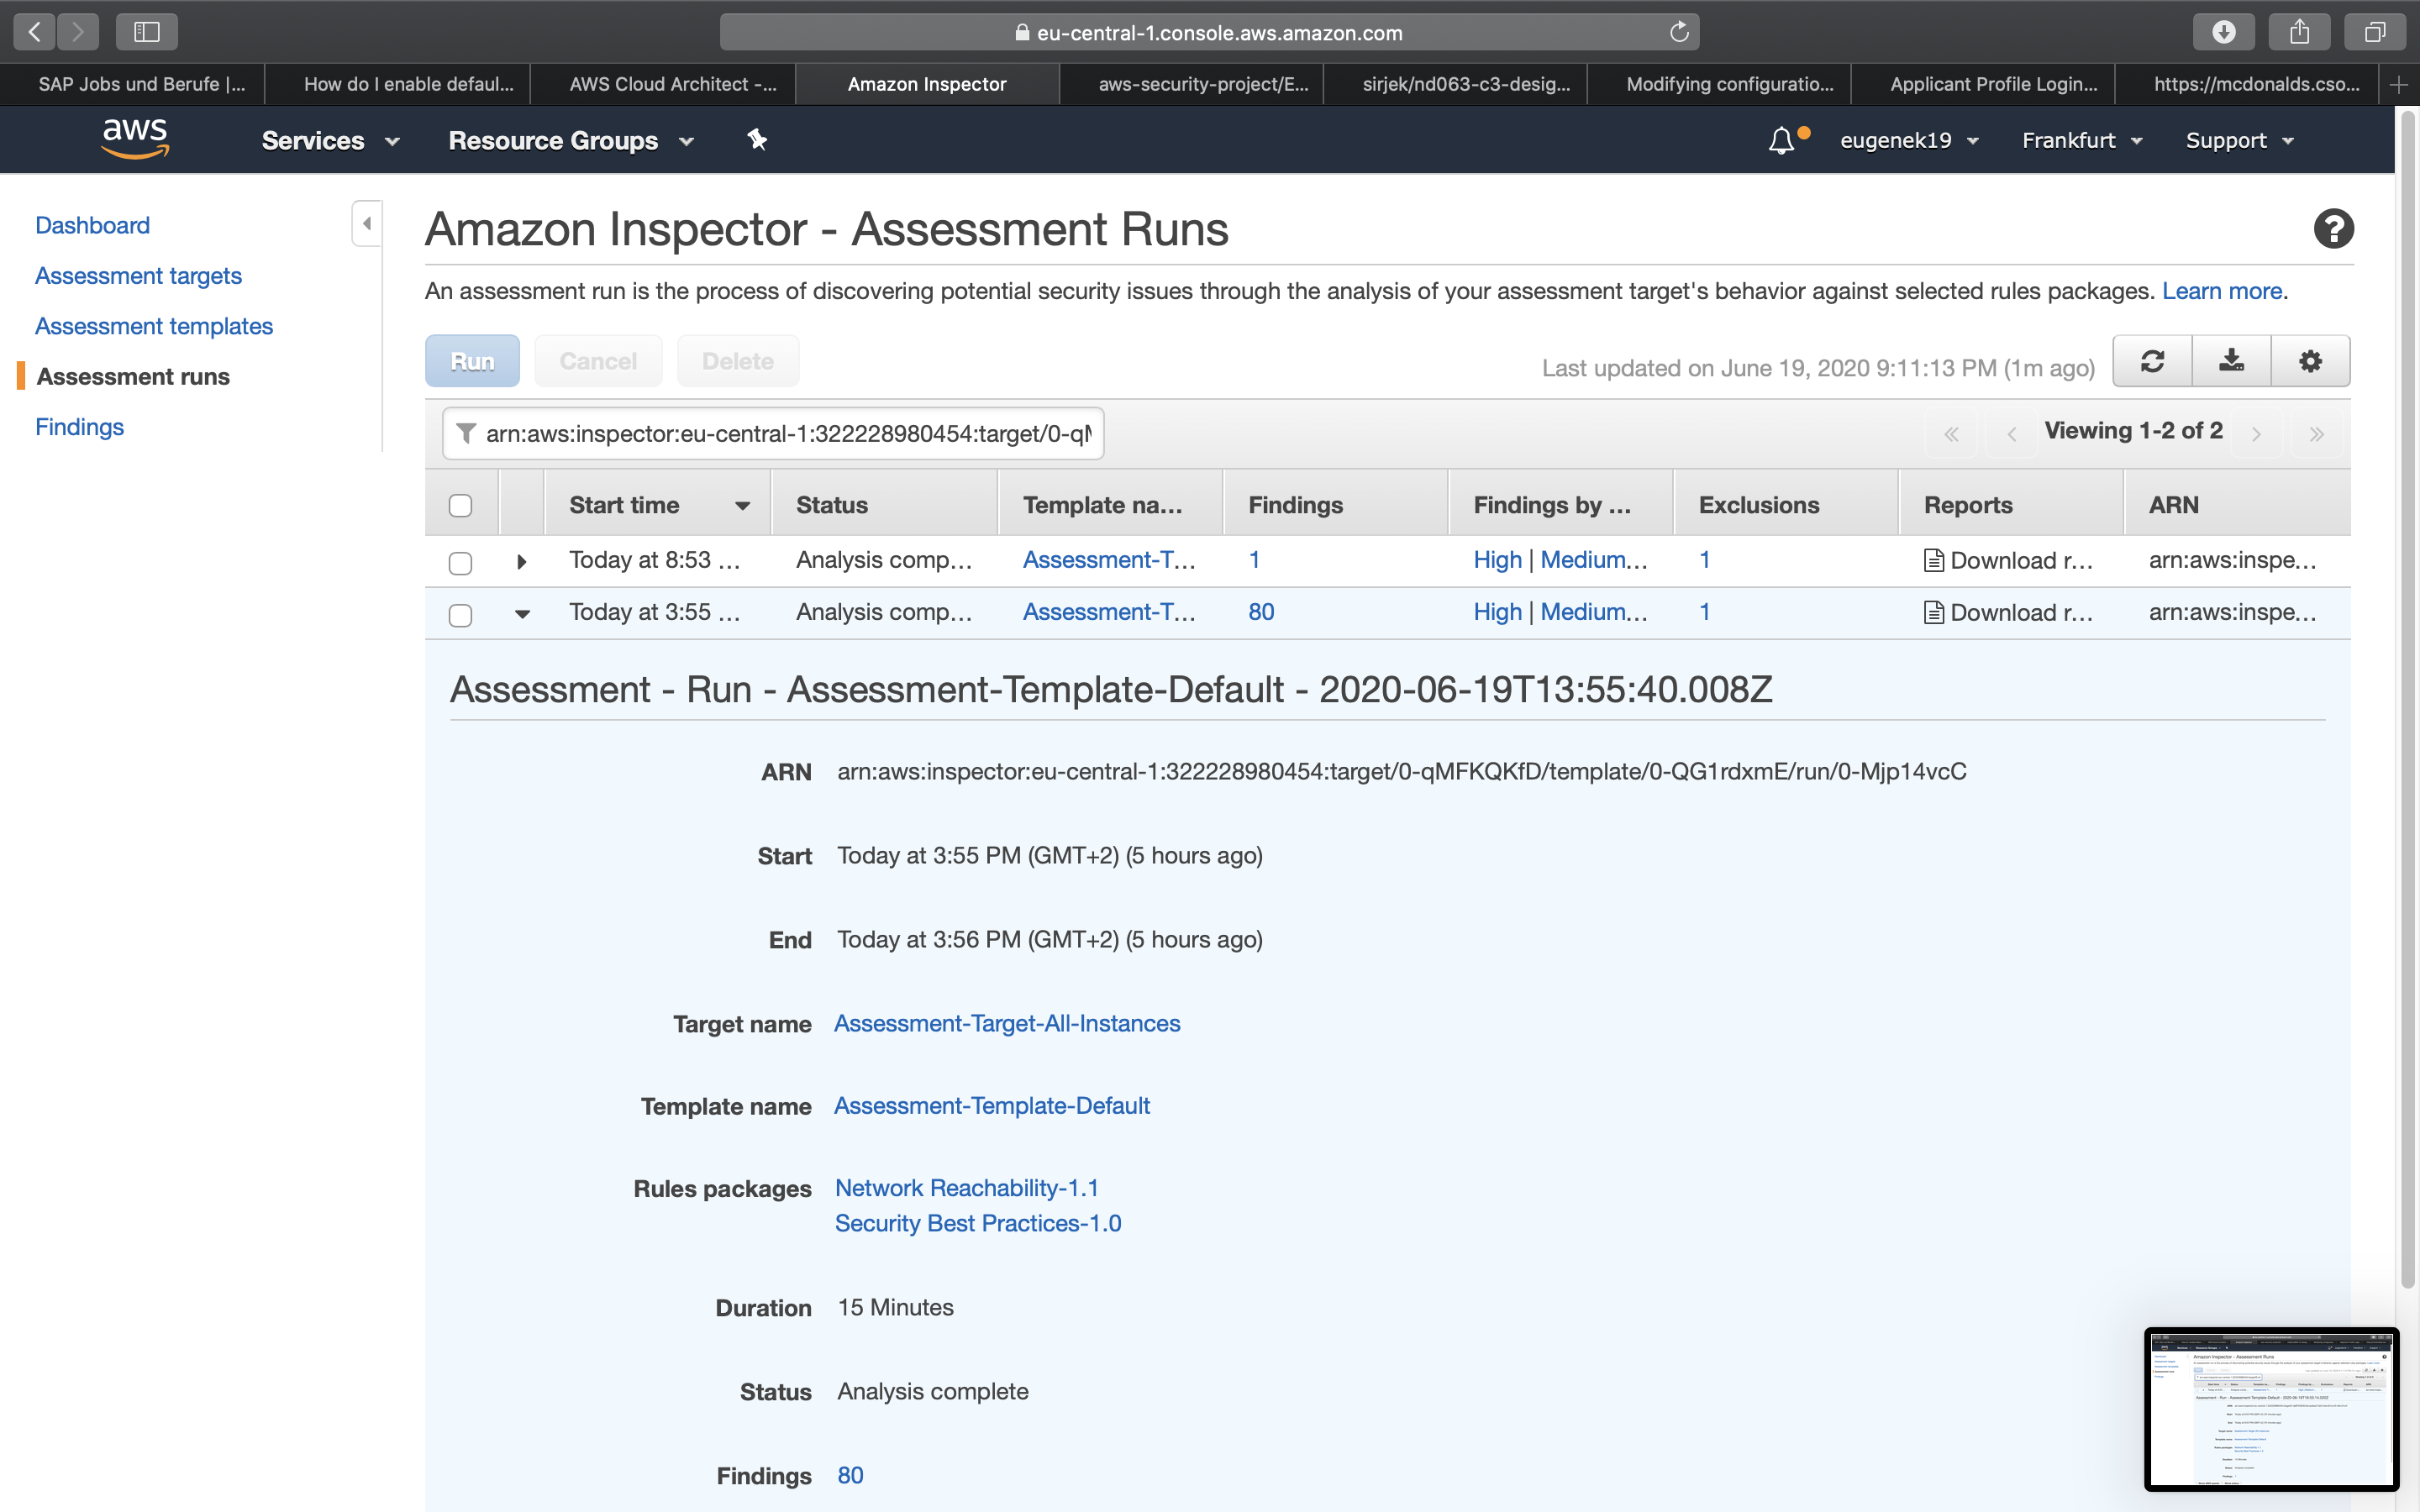 eu-central-1.console.aws.amazon.com
SAP Jobs und Berufe |...
How do I enable defaul...
AWS Cloud Architect -...
Amazon Inspector
aws-security-project/E...
sirjek/nd063-c3-desig...
Modifying configuratio...
Applicant Profile Login...
https://mcdonalds.cso...
aws
Services
Resource Groups
eugenek19
Frankfurt
Support
Dashboard
Assessment targets
Assessment templates
Assessment runs
Findings
Amazon Inspector - Assessment Runs
An assessment run is the process of discovering potential security issues through the analysis of your assessment target's behavior against selected rules packages. Learn more.
Run Cancel Delete
Last updated on June 19, 2020 9:11:13 PM (1m ago)
arn:aws:inspector:eu-central-1:322228980454:target/0-qM
Viewing 1-2 of 2
Start time Status Template na... Findings Findings by ... Exclusions Reports ARN
Today at 8:53 ... Analysis comp... Assessment-T... 1 High | Medium... 1 Download r... arn:aws:inspe...
Today at 3:55 ... Analysis comp... Assessment-T... 80 High | Medium... 1 Download r... arn:aws:inspe...
Assessment - Run - Assessment-Template-Default - 2020-06-19T13:55:40.008Z
ARN arn:aws:inspector:eu-central-1:322228980454:target/0-qMFKQKfD/template/0-QG1rdxmE/run/0-Mjp14vcC
Start Today at 3:55 PM (GMT+2) (5 hours ago)
End Today at 3:56 PM (GMT+2) (5 hours ago)
Target name Assessment-Target-All-Instances
Template name Assessment-Template-Default
Rules packages Network Reachability-1.1
Security Best Practices-1.0
Duration 15 Minutes
Status Analysis complete
Findings 80
Amazon Inspector - Assessment Runs